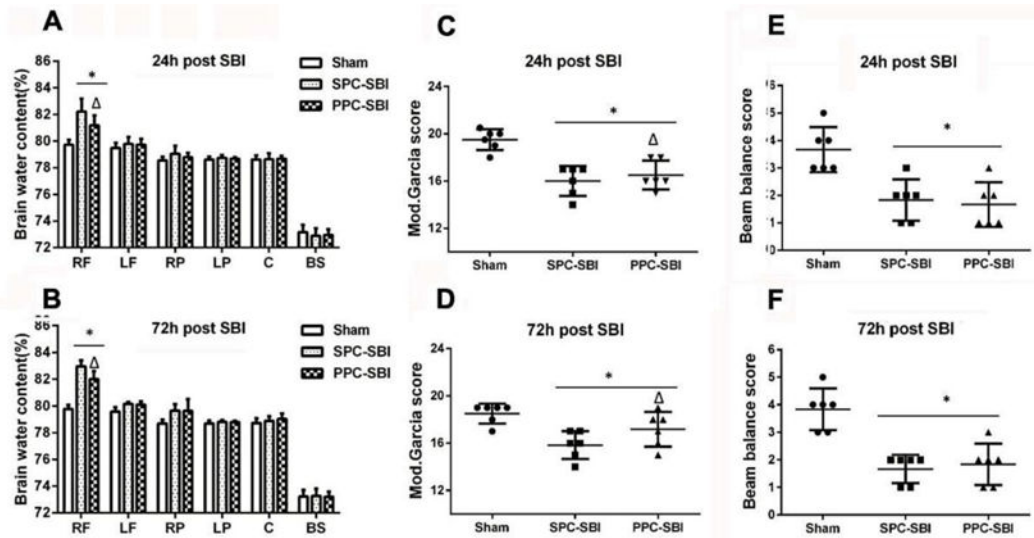 A
24h post SBI
Brain water content(%)
86
84
82
80
78
76
74
72
*
Δ
Sham
SPC-SBI
PPC-SBI
RF LF RP LP C BS
C
24h post SBI
Mod.Garcia score
24
20
16
12
*
Δ
Sham SPC-SBI PPC-SBI
E
24h post SBI
Beam balance score
5
4
3
2
1
0
*
Sham SPC-SBI PPC-SBI
B
72h post SBI
Brain water content(%)
84
82
80
78
76
74
72
*
Δ
Sham
SPC-SBI
PPC-SBI
RF LF RP LP C BS
D
72h post SBI
Mod.Garcia score
24
20
16
12
*
Δ
Sham SPC-SBI PPC-SBI
F
72h post SBI
Beam balance score
6
5
4
3
2
1
0
*
Sham SPC-SBI PPC-SBI